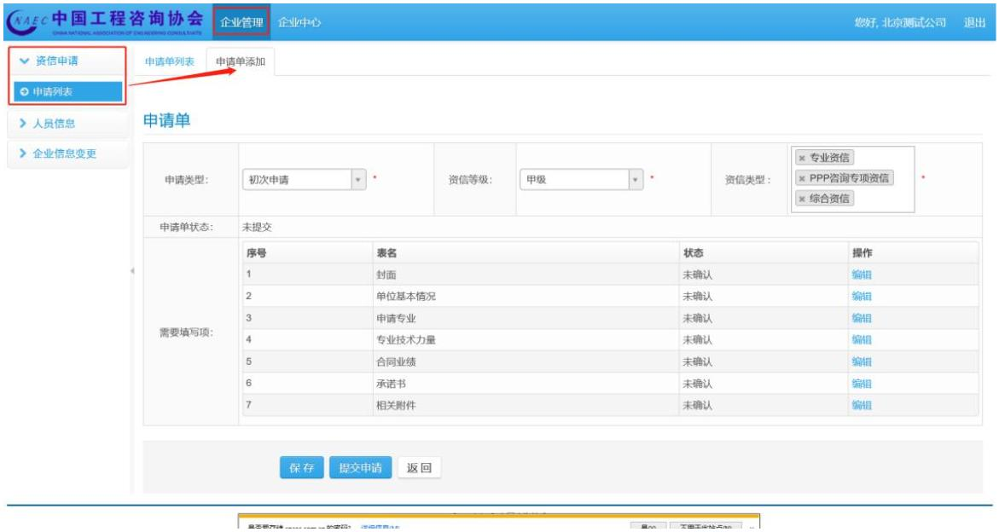 NAEC 中国工程咨询协会 企业管理 企业中心 您好, 北京测试公司 退出
CHINA NATIONAL ASSOCIATION OF ENGINEERING CONSULTANTS
资信申请 申请单列表 申请单添加
申请列表
人员信息 申请单
企业信息变更
申请类型: 初次申请 * 资信等级: 甲级 * 资信类型: 专业资信 PPP咨询专项资信 综合资信 *
申请单状态: 未提交
需要填写项:
序号 表名 状态 操作
1 封面 未确认 编辑
2 单位基本情况 未确认 编辑
3 申请专业 未确认 编辑
4 专业技术力量 未确认 编辑
5 合同业绩 未确认 编辑
6 承诺书 未确认 编辑
7 相关附件 未确认 编辑
保存 提交申请 返回